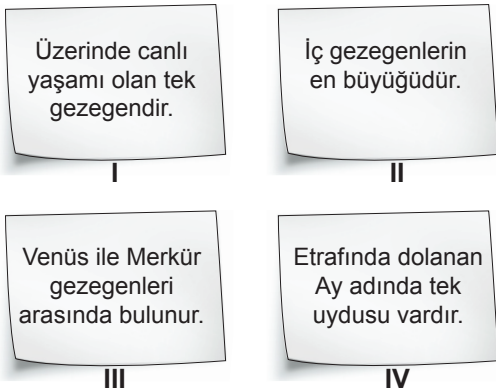 Üzerinde canlı
yaşamı olan tek
gezegendir.
I
İç gezegenlerin
en büyüğüdür.
II
Venüs ile Merkür
gezegenleri
arasında bulunur.
III
Etrafında dolanan
Ay adında tek
uydusu vardır.
IV